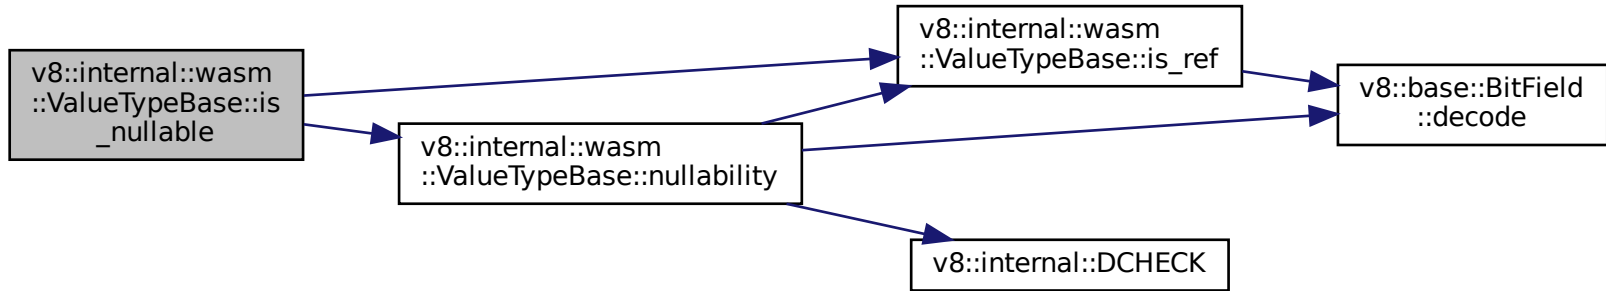 v8::internal::wasm
::ValueTypeBase::is
_nullable
v8::internal::wasm
::ValueTypeBase::nullability
v8::internal::wasm
::ValueTypeBase::is_ref
v8::internal::DCHECK
v8::base::BitField
::decode